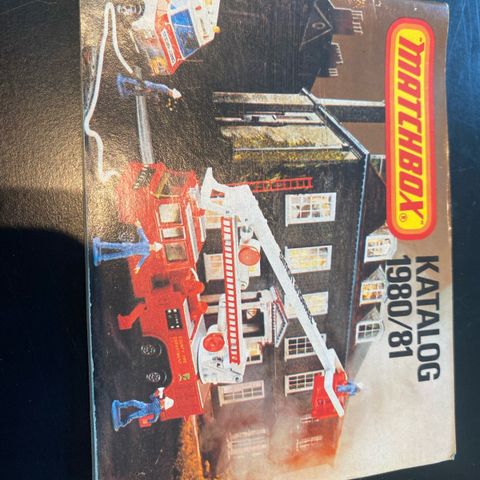 MATCHBOX
®
KATALOG
1980/81